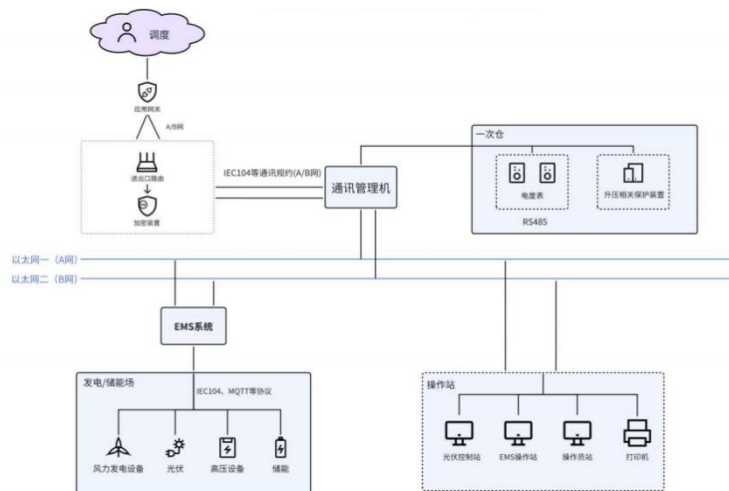 调度
应用网关
A/B网
进出口路由
加密装置
IEC104等通讯规约(A/B网)
通讯管理机
一次仓
电度表
升压相关保护装置
RS485
以太网一（A网）
以太网二（B网）
EMS系统
发电/储能场
IEC104、MQTT等协议
风力发电设备
光伏
高压设备
储能
操作站
光伏控制站
EMS操作站
操作员站
打印机